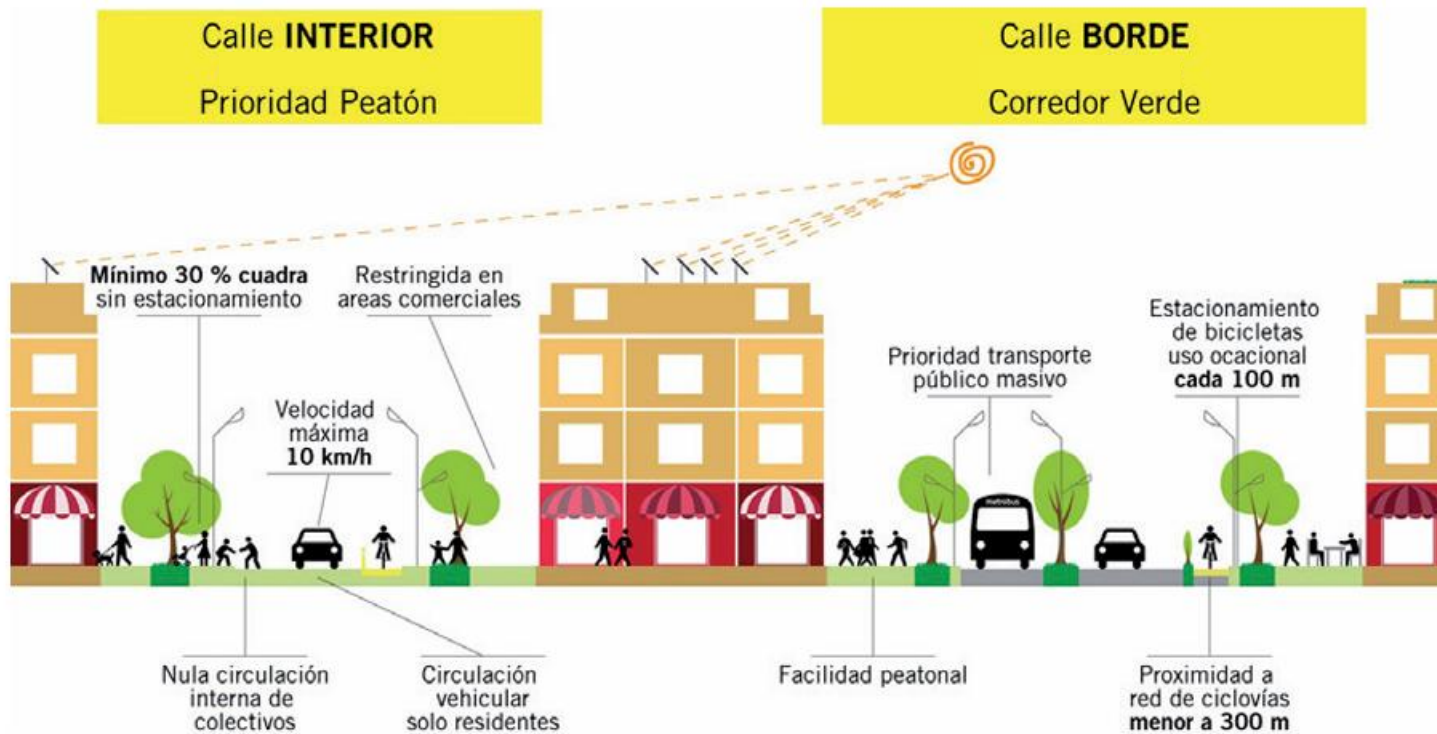 Calle INTERIOR
Prioridad Peatón
Calle BORDE
Corredor Verde
Mínimo 30 % cuadra
sin estacionamiento
Restringida en
areas comerciales
Velocidad
máxima
10 km/h
Prioridad transporte
público masivo
Estacionamiento
de bicicletas
uso ocacional
cada 100 m
metrobus
Nula circulación
interna de
colectivos
Circulación
vehicular
solo residentes
Facilidad peatonal
Proximidad a
red de ciclovías
menor a 300 m